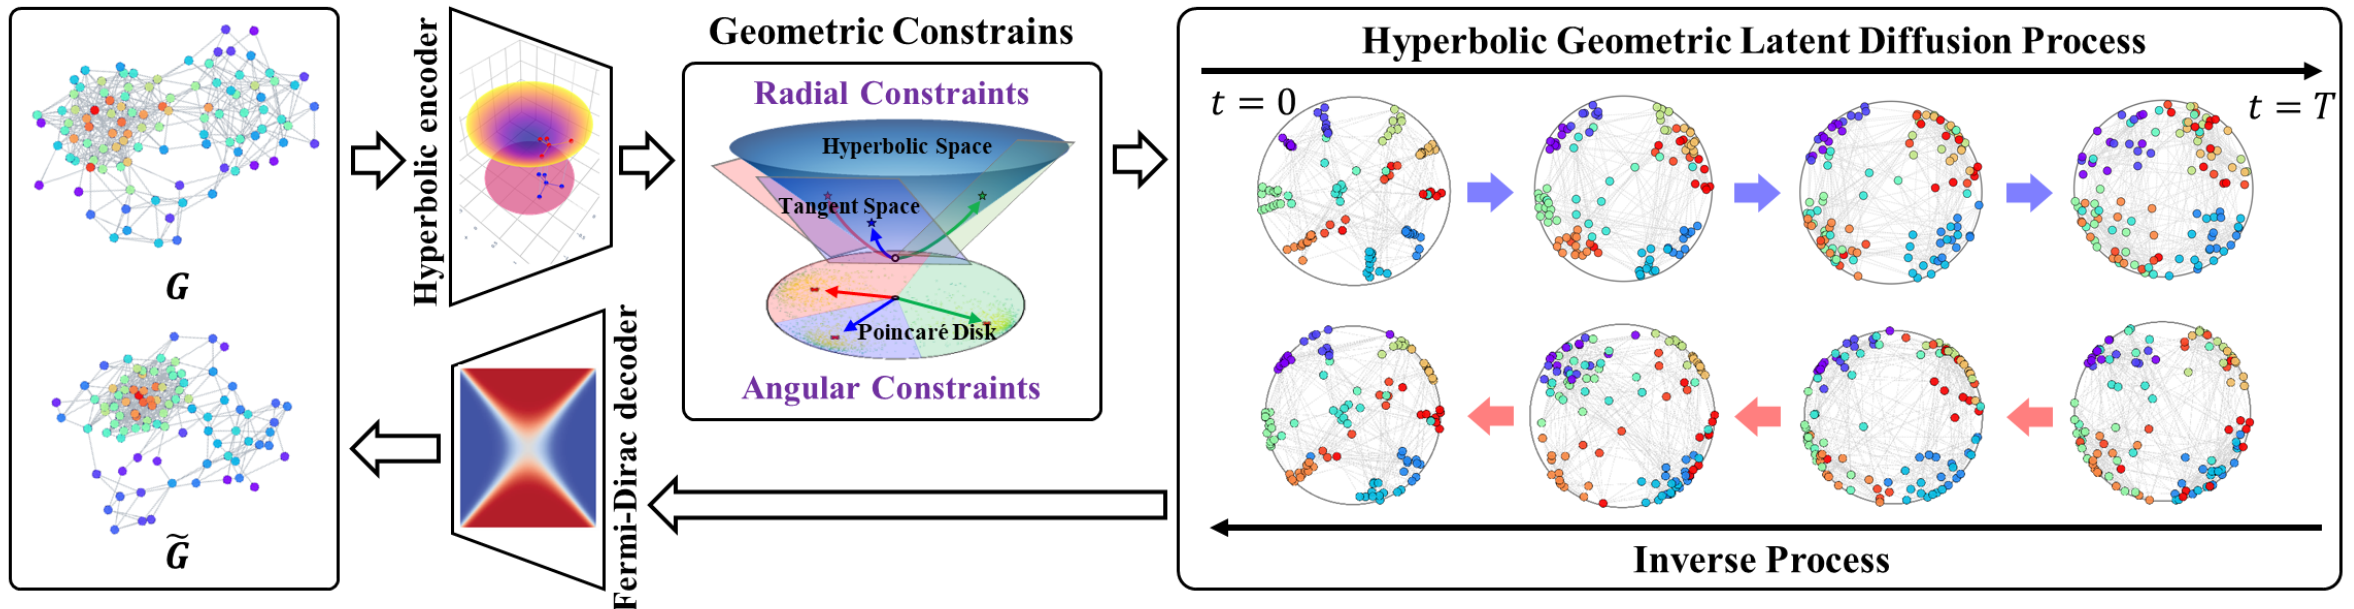 G
G̃
Hyperbolic encoder
Fermi-Dirac decoder
Geometric Constrains
Radial Constraints
Hyperbolic Space
Tangent Space
Poincaré Disk
Angular Constraints
Hyperbolic Geometric Latent Diffusion Process
t = 0
t = T
Inverse Process